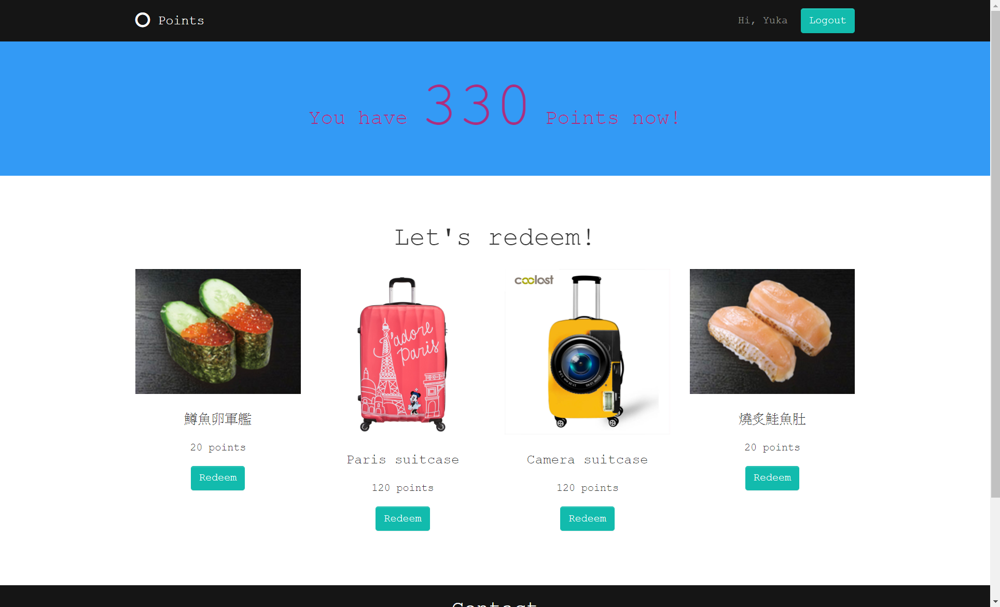 Points
Hi, Yuka
Logout
You have 330 Points now!
Let's redeem!
coolost
J'adore
Paris
鱒魚卵軍艦
20 points
Redeem
Paris suitcase
120 points
Redeem
Camera suitcase
120 points
Redeem
燒炙鮭魚肚
20 points
Redeem
Contact